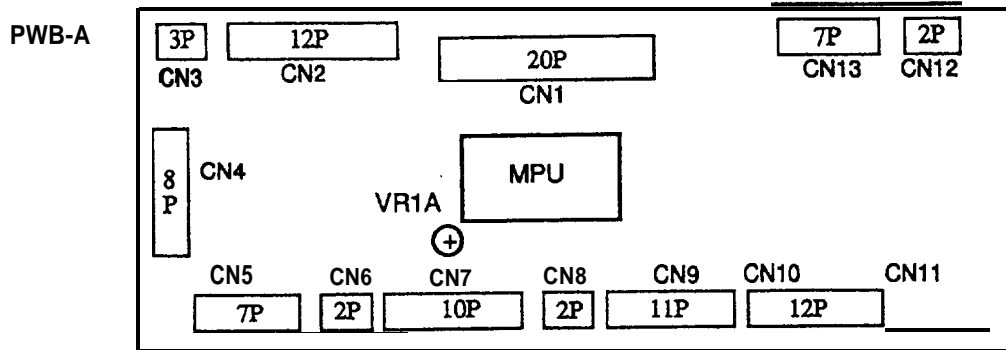 PWB-A
3P 12P 20P 7P 2P
CN3 CN2 CN1 CN13 CN12
8P CN4 MPU
VR1A
CN5 CN6 CN7 CN8 CN9 CN10 CN11
7P 2P 10P 2P 11P 12P